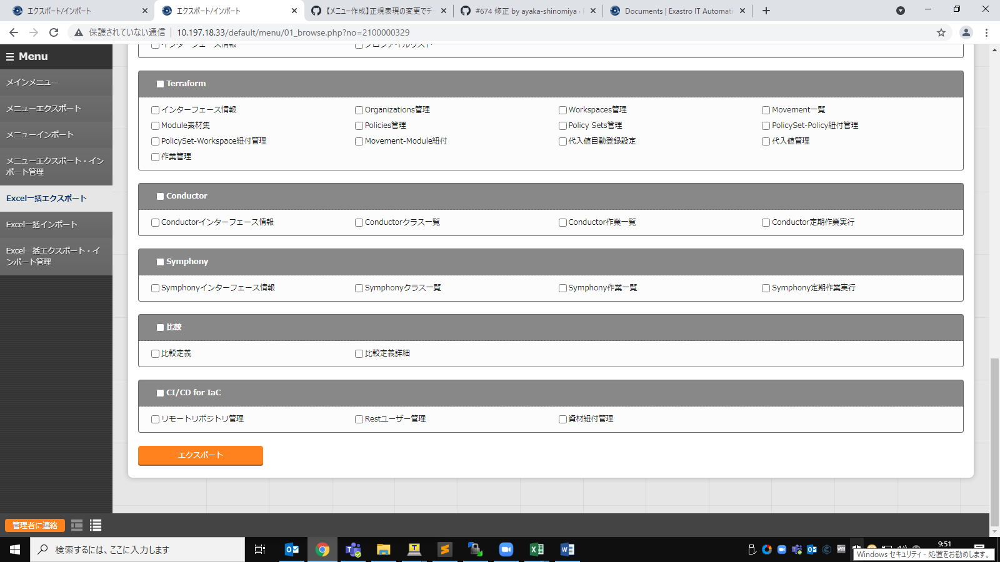 エクスポート/インポート
エクスポート/インポート
【メニュー作成】正規表現の変更でデー
#674 修正 by ayaka-shinomiya ·
Documents | Exastro IT Automati
保護されていない通信 | 10.197.18.33/default/menu/01_browse.php?no=2100000329
Menu
メインメニュー
メニューエクスポート
メニューインポート
メニューエクスポート・イン
ポート管理
Excel一括エクスポート
Excel一括インポート
Excel一括エクスポート・イ
ンポート管理
インターフェース情報 プロファイルリスト
Terraform
インターフェース情報 Organizations管理 Workspaces管理 Movement一覧
Module素材集 Policies管理 Policy Sets管理 PolicySet-Policy紐付管理
PolicySet-Workspace紐付管理 Movement-Module紐付 代入値自動登録設定 代入値管理
作業管理
Conductor
Conductorインターフェース情報 Conductorクラス一覧 Conductor作業一覧 Conductor定期作業実行
Symphony
Symphonyインターフェース情報 Symphonyクラス一覧 Symphony作業一覧 Symphony定期作業実行
比較
比較定義 比較定義詳細
CI/CD for IaC
リモートリポジトリ管理 Restユーザー管理 資材紐付管理
エクスポート
管理者に連絡
検索するには、ここに入力します
9:51
Windows セキュリティ - 処置をお勧めします。